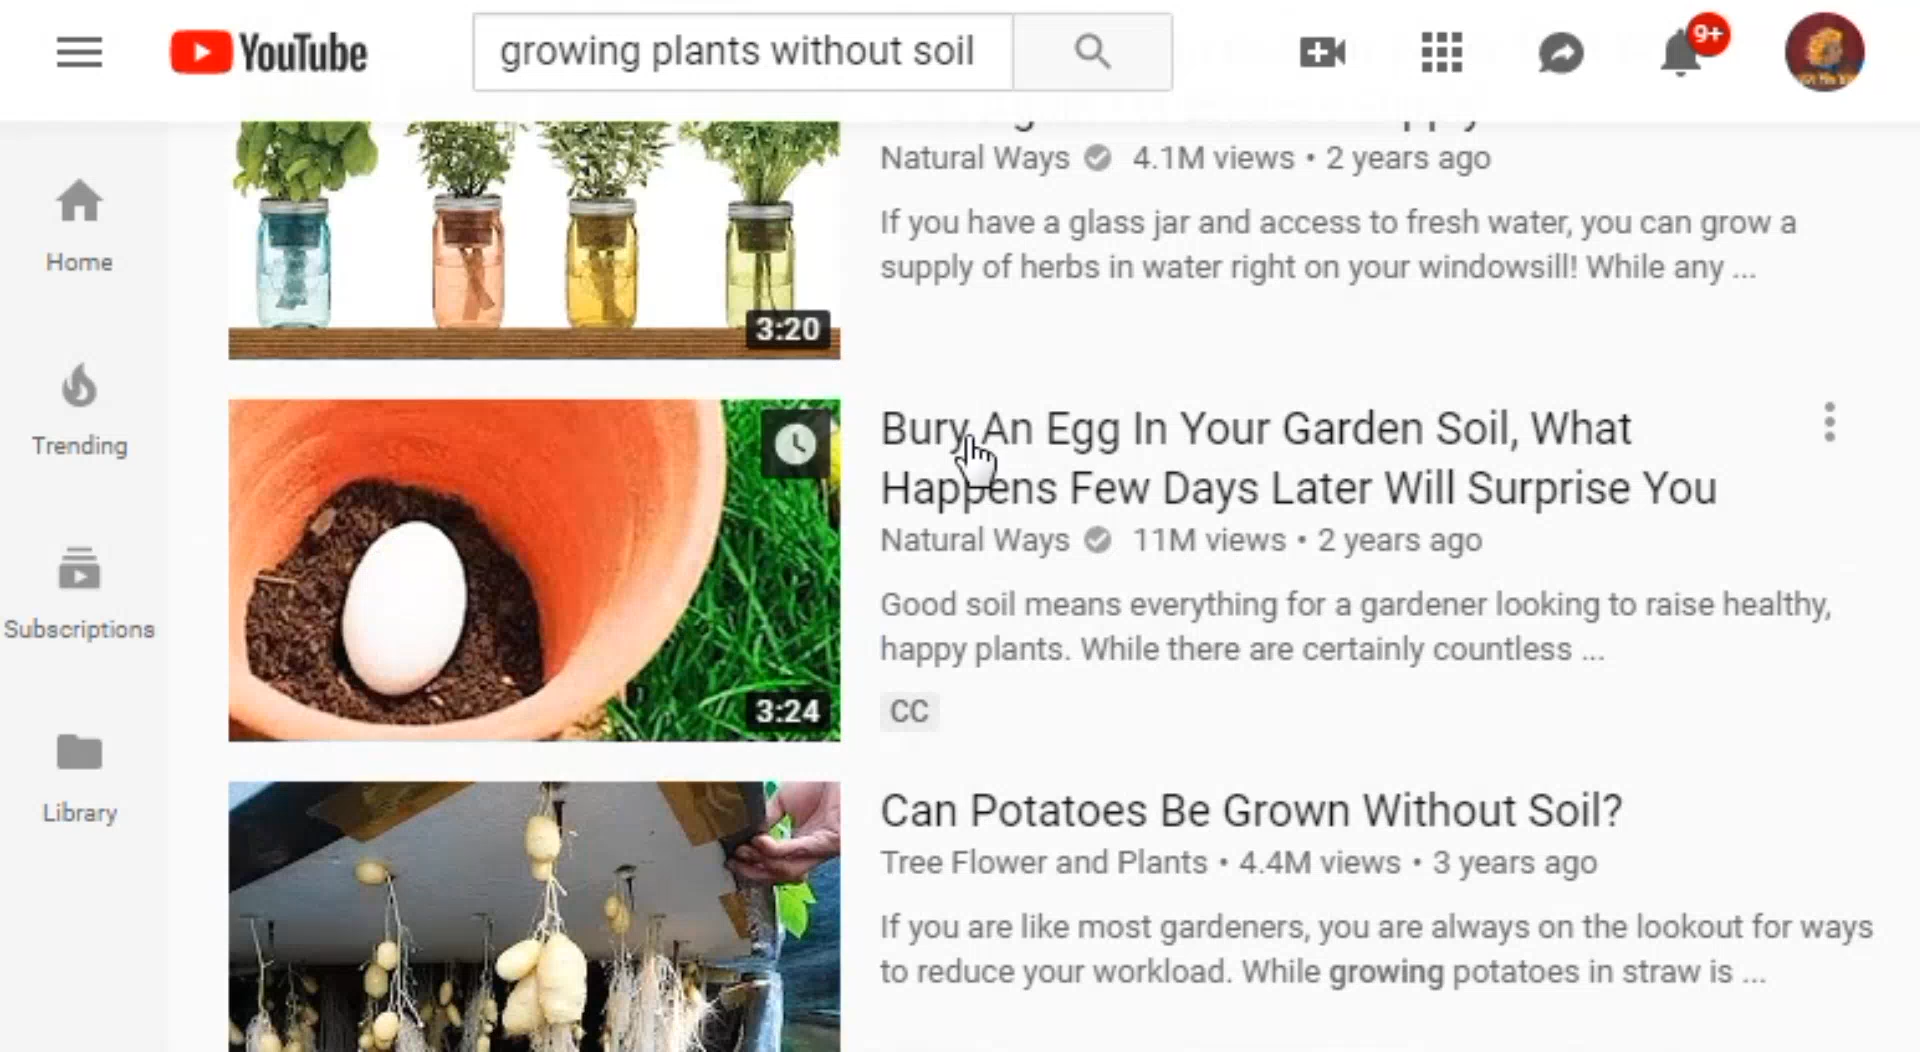 YouTube
growing plants without soil
9+
Natural Ways 4.1M views • 2 years ago
If you have a glass jar and access to fresh water, you can grow a
supply of herbs in water right on your windowsill! While any ...
3:20
Home
Trending
Subscriptions
Library
Bury An Egg In Your Garden Soil, What
Happens Few Days Later Will Surprise You
Natural Ways 11M views • 2 years ago
Good soil means everything for a gardener looking to raise healthy,
happy plants. While there are certainly countless ...
CC
3:24
Can Potatoes Be Grown Without Soil?
Tree Flower and Plants • 4.4M views • 3 years ago
If you are like most gardeners, you are always on the lookout for ways
to reduce your workload. While growing potatoes in straw is ...